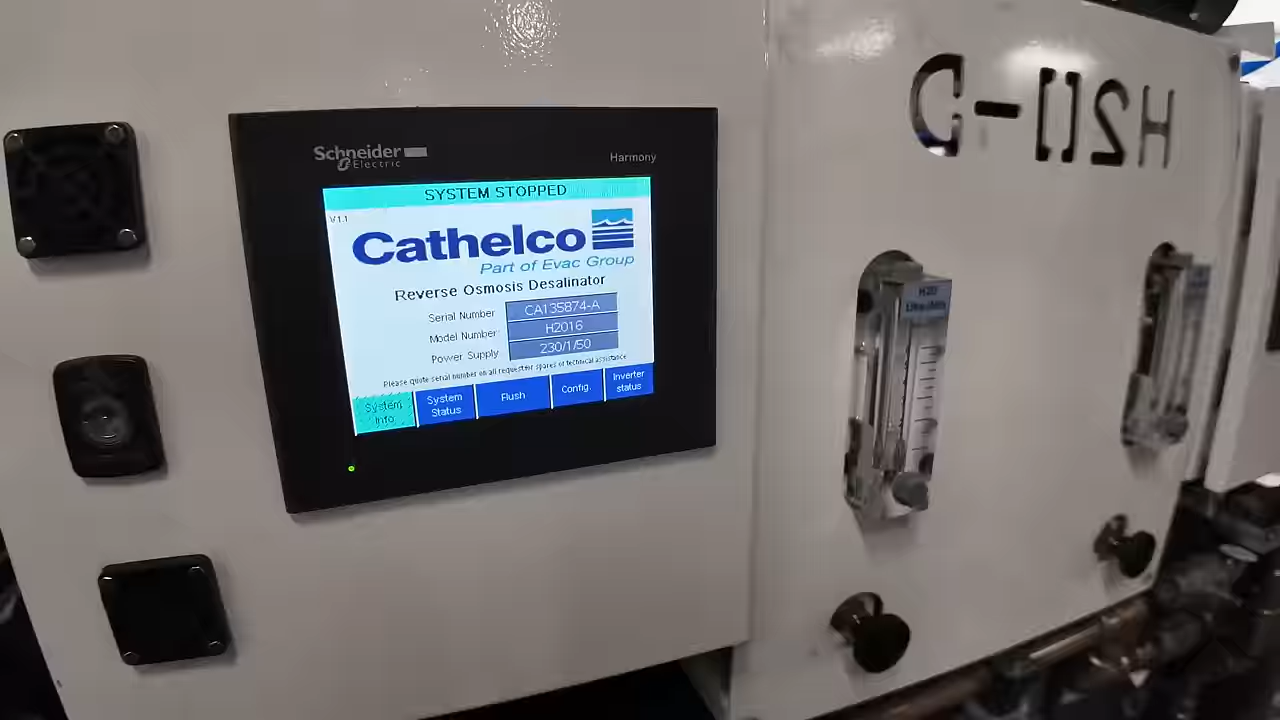 Schneider
Electric
Harmony
SYSTEM STOPPED
V1.1
Cathelco
Part of Evac Group
Reverse Osmosis Desalinator
Serial Number CA135874-A
Model Number H2016
Power Supply 230/1/50
Please quote serial number on all request for spares or technical assistance
System Info
System Status
Flush
Config.
Inverter status
H20